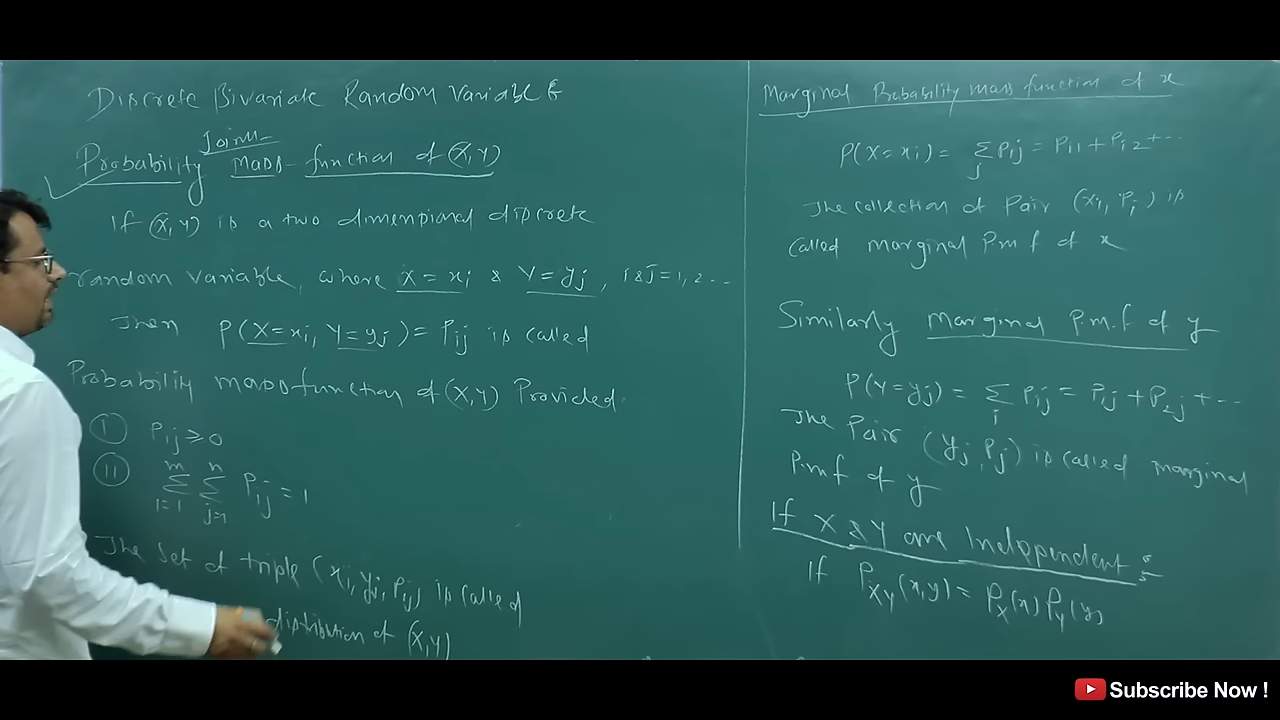 Discrete Bivariate Random Variable
Joint
Probability Mass function of (X,Y)
If (X,Y) is a two dimensional discrete
random variable, where X = xi & Y = yj, i&j=1,2...
Then P(X=xi, Y=yj) = Pij is called
Probability mass function of (X,Y) Provided.
(I) Pij ≥ 0
(II) m∑i=1 n∑j=1 Pij = 1
The set of triple (xi, yj, Pij) is called
distribution of (X,Y)
Marginal Probability mass function of x
P(X=xi) = ∑j Pij = Pi1 + Pi2 + ...
The collection of Pair (xi, Pi) is
called marginal P.m.f of x
Similarly marginal P.m.f of y
P(Y=yj) = ∑i Pij = P1j + P2j + ...
The Pair (yj, Pj) is called marginal
P.m.f of y
If X & Y are Independent :
If PXY(x,y) = PX(x) PY(y)
Subscribe Now !